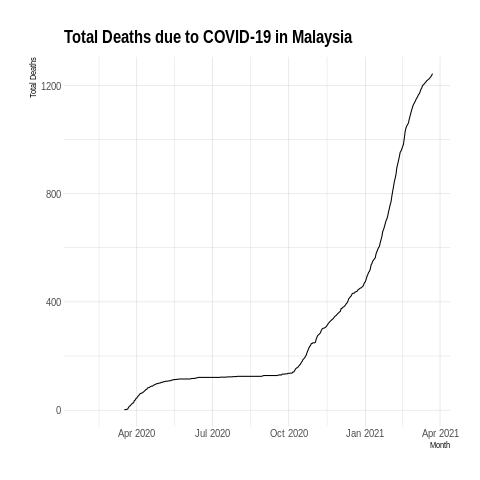 Total Deaths due to COVID-19 in Malaysia
Total Deaths
1200
800
400
0
Apr 2020 Jul 2020 Oct 2020 Jan 2021 Apr 2021
Month